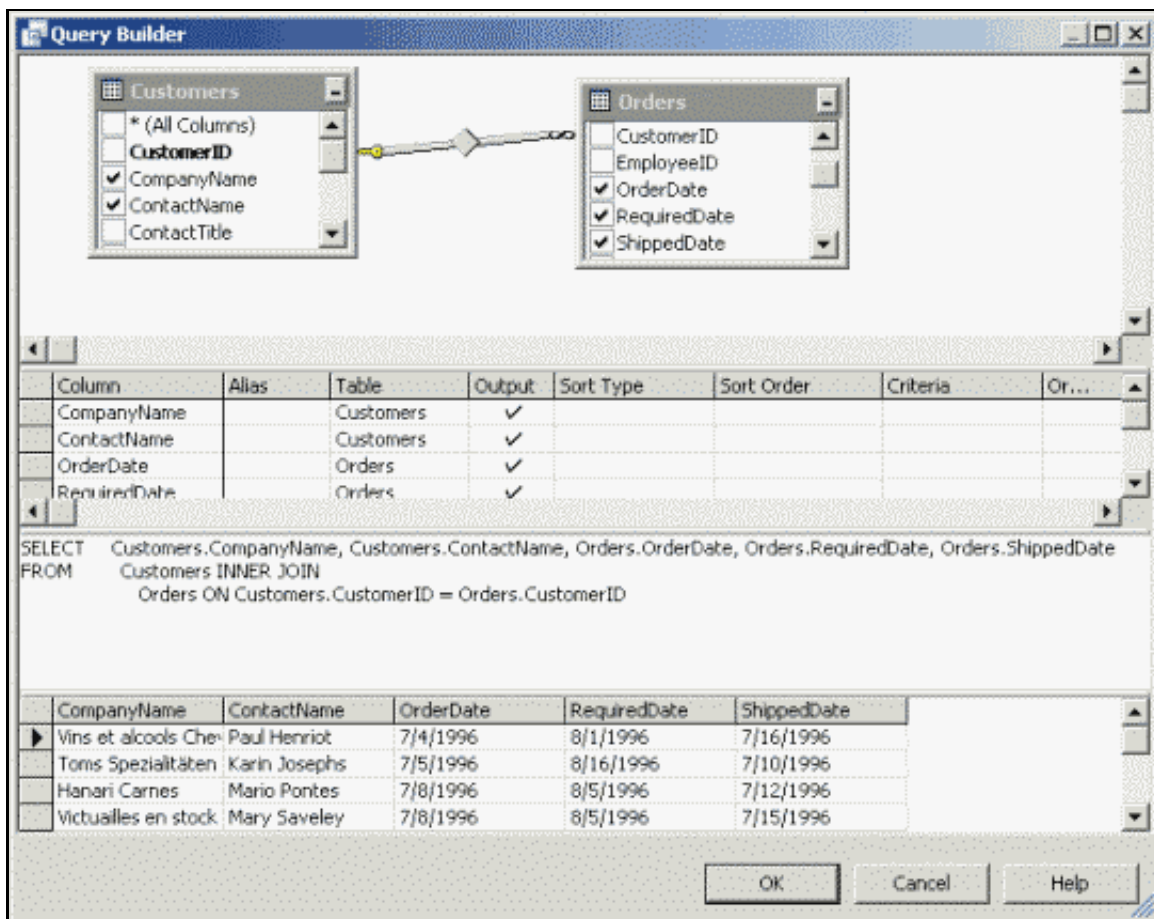 Query Builder
Customers
* (All Columns)
CustomerID
CompanyName
ContactName
ContactTitle
Orders
CustomerID
EmployeeID
OrderDate
RequiredDate
ShippedDate
Column Alias Table Output Sort Type Sort Order Criteria Or...
CompanyName Customers
ContactName Customers
OrderDate Orders
RequiredDate Orders
SELECT Customers.CompanyName, Customers.ContactName, Orders.OrderDate, Orders.RequiredDate, Orders.ShippedDate
FROM Customers INNER JOIN
Orders ON Customers.CustomerID = Orders.CustomerID
CompanyName ContactName OrderDate RequiredDate ShippedDate
Vins et alcools Che Paul Henriot 7/4/1996 8/1/1996 7/16/1996
Toms Spezialitäten Karin Josephs 7/5/1996 8/16/1996 7/10/1996
Hanari Carnes Mario Pontes 7/8/1996 8/5/1996 7/12/1996
Victuailles en stock Mary Saveley 7/8/1996 8/5/1996 7/15/1996
OK Cancel Help